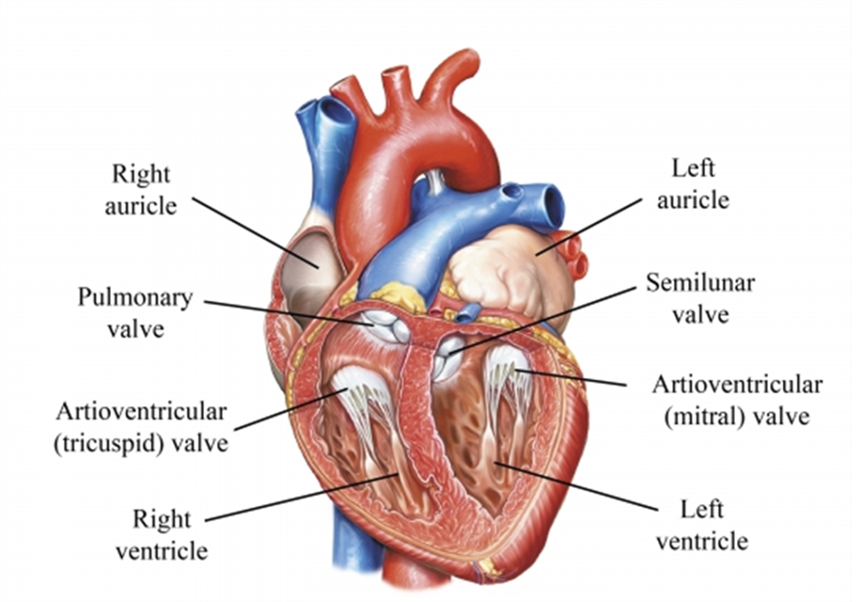 Right
auricle
Pulmonary
valve
Artioventricular
(tricuspid) valve
Right
ventricle
Left
auricle
Semilunar
valve
Artioventricular
(mitral) valve
Left
ventricle